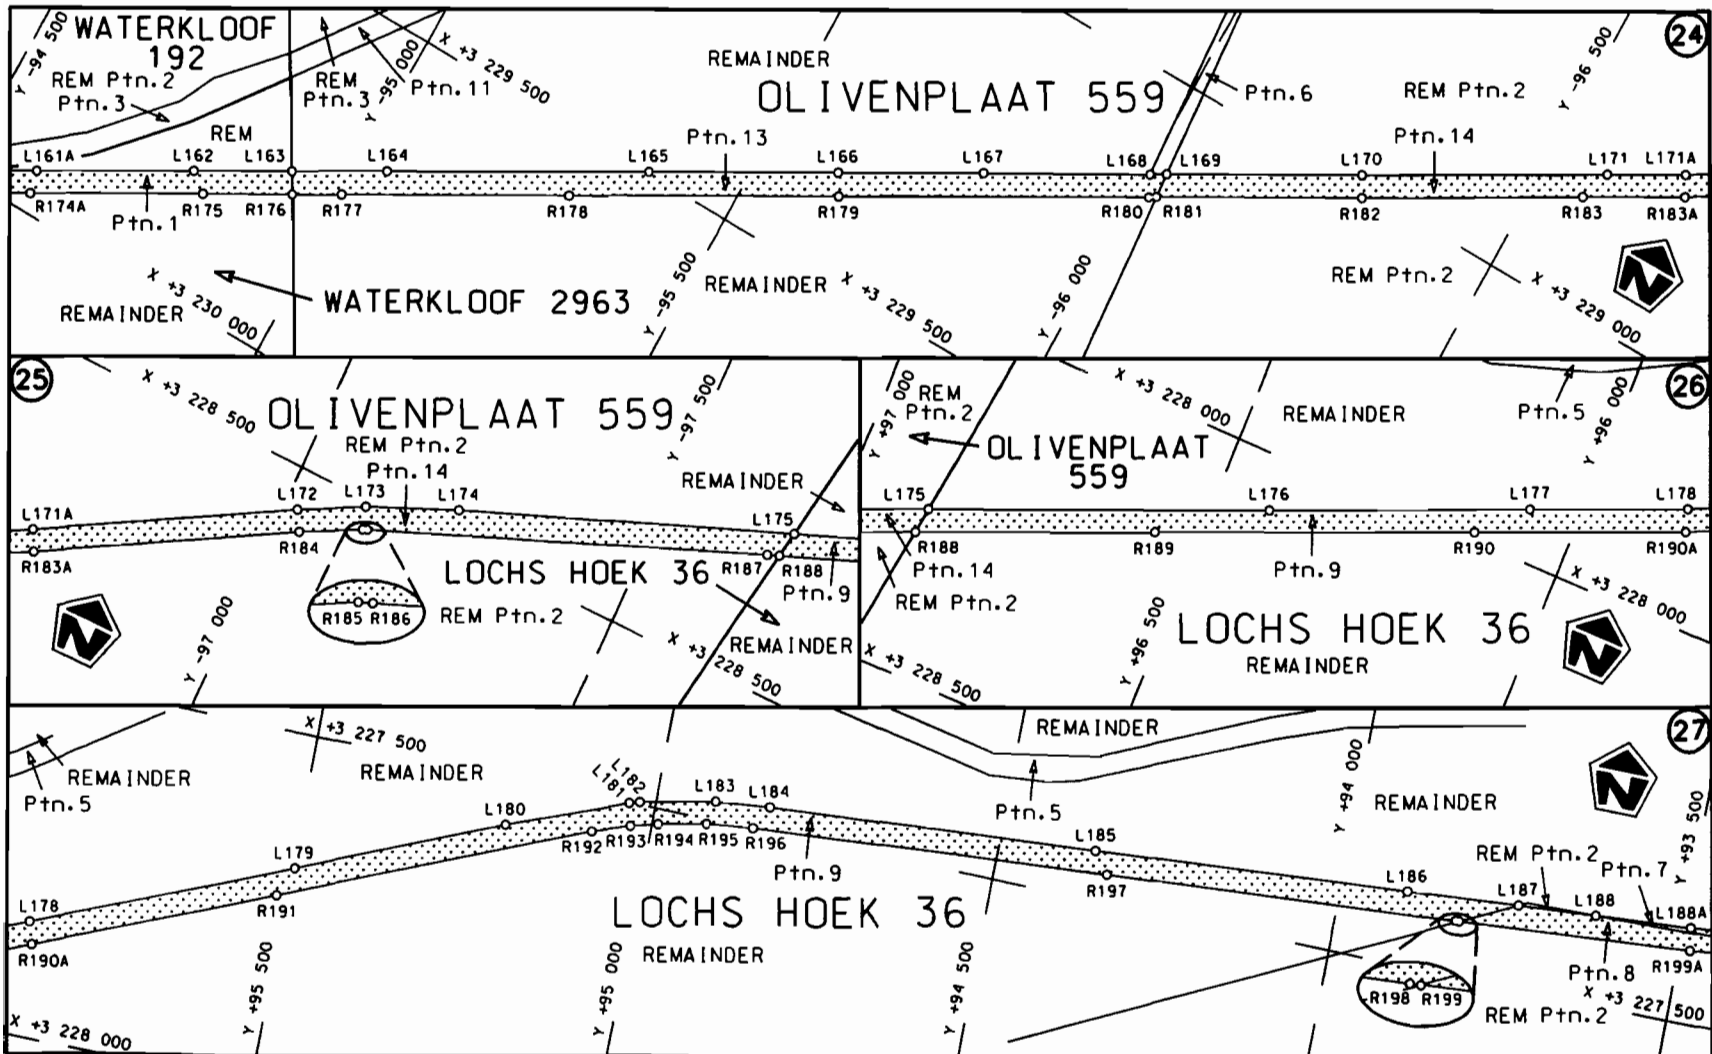 24
Y -94 500
WATERKLOOF
192
REM Ptn.2
Ptn.3
REM
REM
Ptn.3
Y -95 000
Ptn.11
X +3 229 500
REMAINDER
OLIVENPLAAT 559
Ptn.13
Ptn.6
REM Ptn.2
Ptn.14
Y -96 500
L161A
L162
L163
L164
L165
L166
L167
L168
L169
L170
L171
L171A
R174A
R175
R176
R177
R178
R179
R180
R181
R182
R183
R183A
Ptn.1
X +3 230 000
REMAINDER
WATERKLOOF 2963
Y -95 500
REMAINDER
X +3 229 500
Y -96 000
REM Ptn.2
X +3 229 000
N
25
X +3 228 500
OLIVENPLAAT 559
REM Ptn.2
Ptn.14
Y -97 500
REMAINDER
L171A
L172
L173
L174
L175
R183A
R184
R187
R188
Ptn.9
LOCHS HOEK 36
R185 R186
REM Ptn.2
N
Y -97 000
X +3 228 500
REMAINDER
26
Y +97 000
REM
Ptn.2
OLIVENPLAAT
559
X +3 228 000
REMAINDER
Ptn.5
Y +96 000
L175
L176
L177
L178
R188
R189
R190
R190A
Ptn.14
REM Ptn.2
Ptn.9
X +3 228 000
X +3 228 500
Y +96 500
LOCHS HOEK 36
REMAINDER
N
27
X +3 227 500
REMAINDER
REMAINDER
Ptn.5
REMAINDER
Ptn.5
Y +94 000
REMAINDER
N
Y +93 500
L178
L179
L180
L181
L182
L183
L184
L185
L186
L187
L188
L188A
REM Ptn.2
Ptn.7
R190A
R191
R192
R193
R194
R195
R196
R197
Ptn.9
LOCHS HOEK 36
REMAINDER
R198 R199
Ptn.8
R199A
REM Ptn.2
X +3 227 500
X +3 228 000
Y +95 500
Y +95 000
Y +94 500